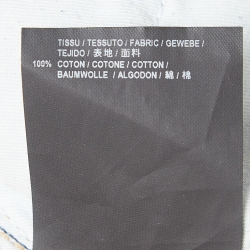 TISSU / TESSUTO / FABRIC / GEWEBE /
TEJIDO / 表地 / 面料
100% COTON / COTONE / COTTON /
BAUMWOLLE / ALGODON / 綿 / 棉